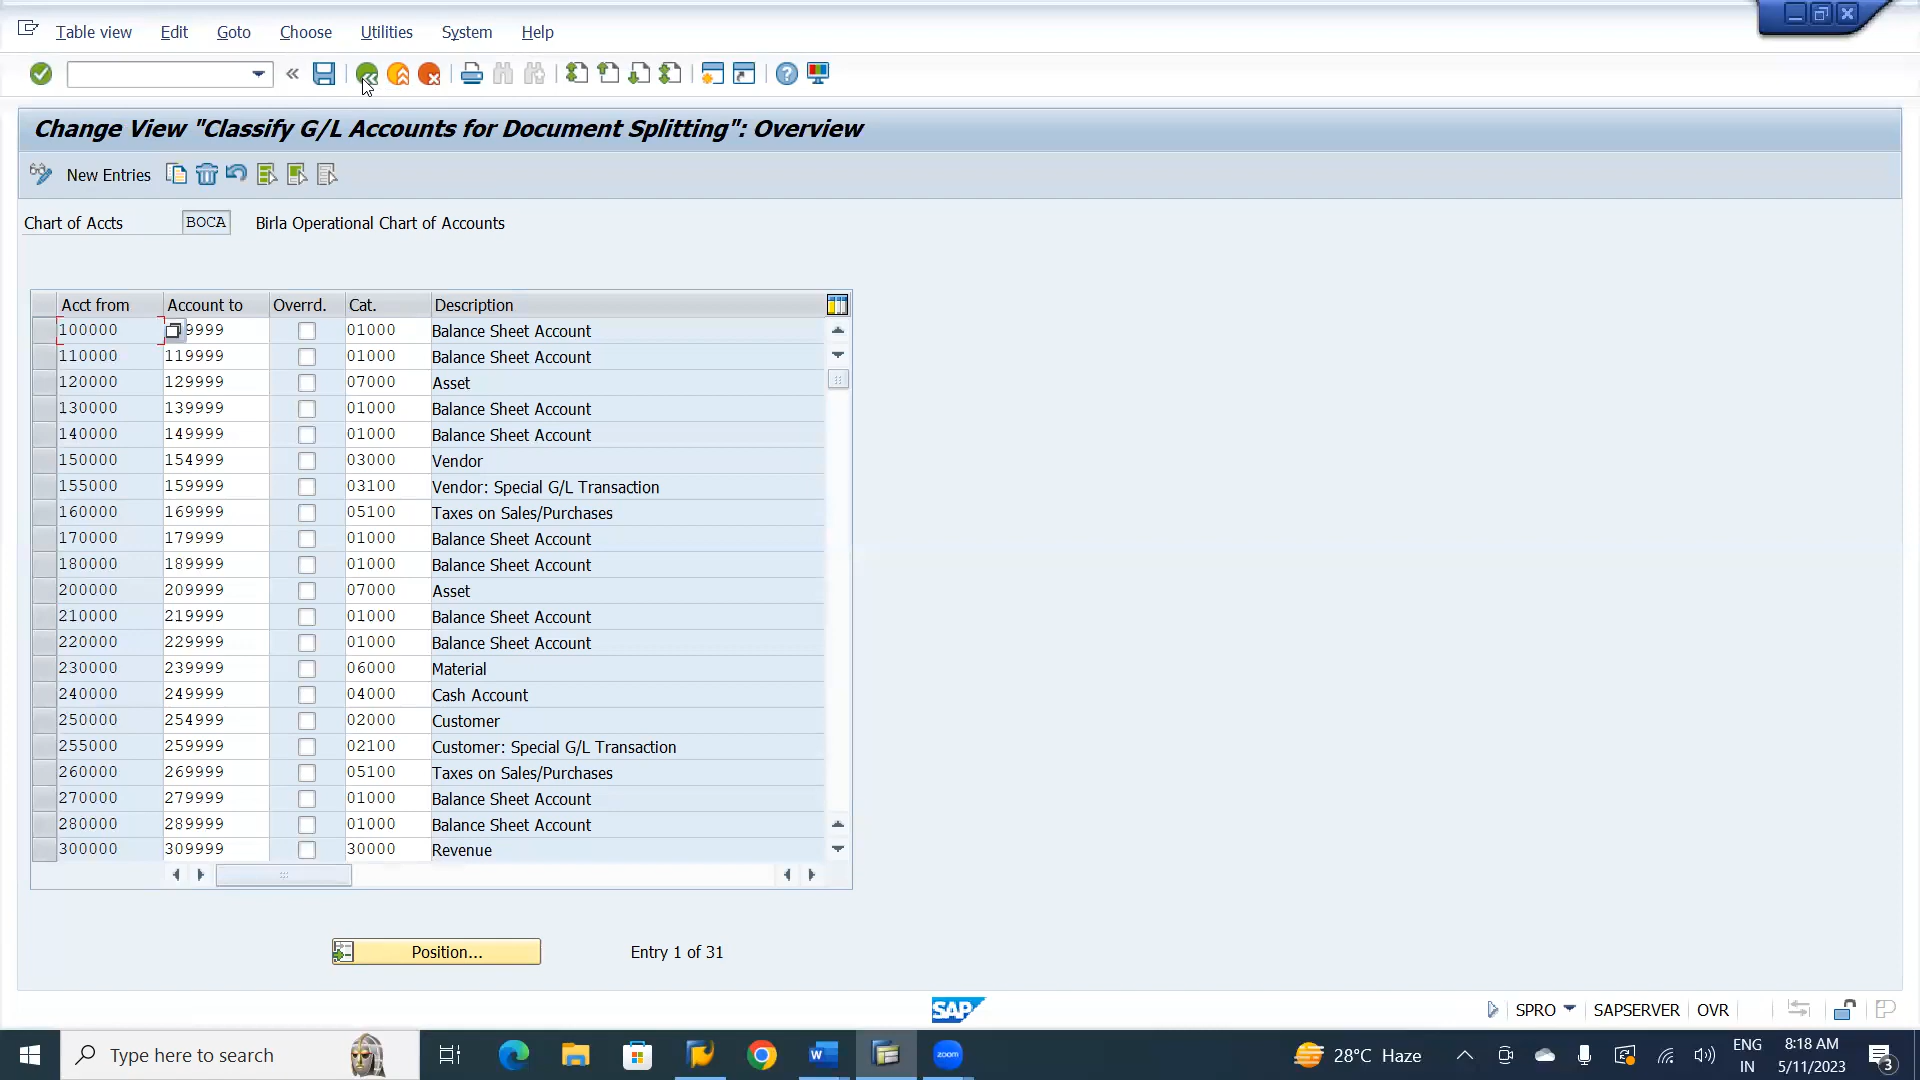 Table view Edit Goto Choose Utilities System Help
Change View "Classify G/L Accounts for Document Splitting": Overview
New Entries
Chart of Accts BOCA Birla Operational Chart of Accounts
Acct from Account to Overrd. Cat. Description
100000 9999 01000 Balance Sheet Account
110000 119999 01000 Balance Sheet Account
120000 129999 07000 Asset
130000 139999 01000 Balance Sheet Account
140000 149999 01000 Balance Sheet Account
150000 154999 03000 Vendor
155000 159999 03100 Vendor: Special G/L Transaction
160000 169999 05100 Taxes on Sales/Purchases
170000 179999 01000 Balance Sheet Account
180000 189999 01000 Balance Sheet Account
200000 209999 07000 Asset
210000 219999 01000 Balance Sheet Account
220000 229999 01000 Balance Sheet Account
230000 239999 06000 Material
240000 249999 04000 Cash Account
250000 254999 02000 Customer
255000 259999 02100 Customer: Special G/L Transaction
260000 269999 05100 Taxes on Sales/Purchases
270000 279999 01000 Balance Sheet Account
280000 289999 01000 Balance Sheet Account
300000 309999 30000 Revenue
Position... Entry 1 of 31
SAP SPRO SAPSERVER OVR
Type here to search zoom 28°C Haze ENG 8:18 AM
IN 5/11/2023 3